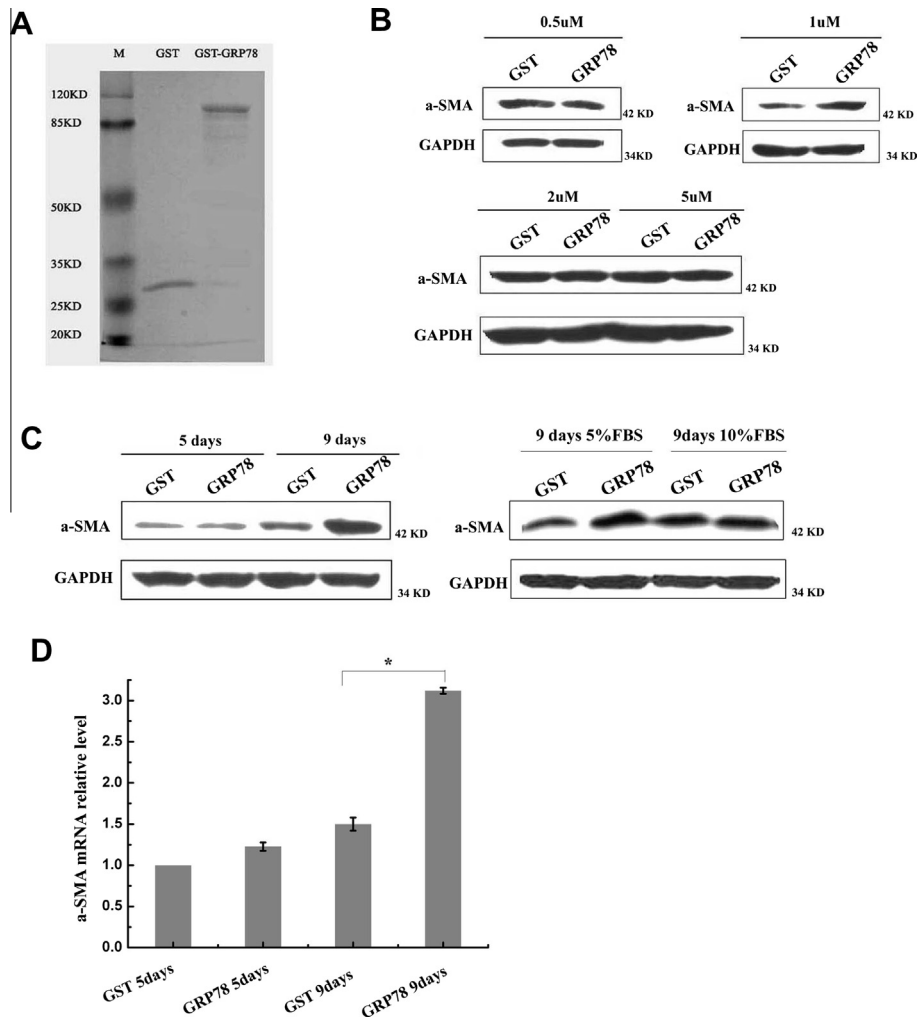 A
M GST GST-GRP78
120KD
85KD
50KD
35KD
25KD
20KD
B
0.5uM
GST GRP78
a-SMA 42 KD
GAPDH 34KD
1uM
GST GRP78
a-SMA 42 KD
GAPDH 34 KD
2uM 5uM
GST GRP78 GST GRP78
a-SMA 42 KD
GAPDH 34 KD
C
5 days 9 days
GST GRP78 GST GRP78
a-SMA 42 KD
GAPDH 34 KD
9 days 5%FBS 9days 10%FBS
GST GRP78 GST GRP78
a-SMA 42 KD
GAPDH 34 KD
D
*
a-SMA mRNA relative level
3.0
2.5
2.0
1.5
1.0
0.5
0.0
GST 5days
GRP78 5days
GST 9days
GRP78 9days